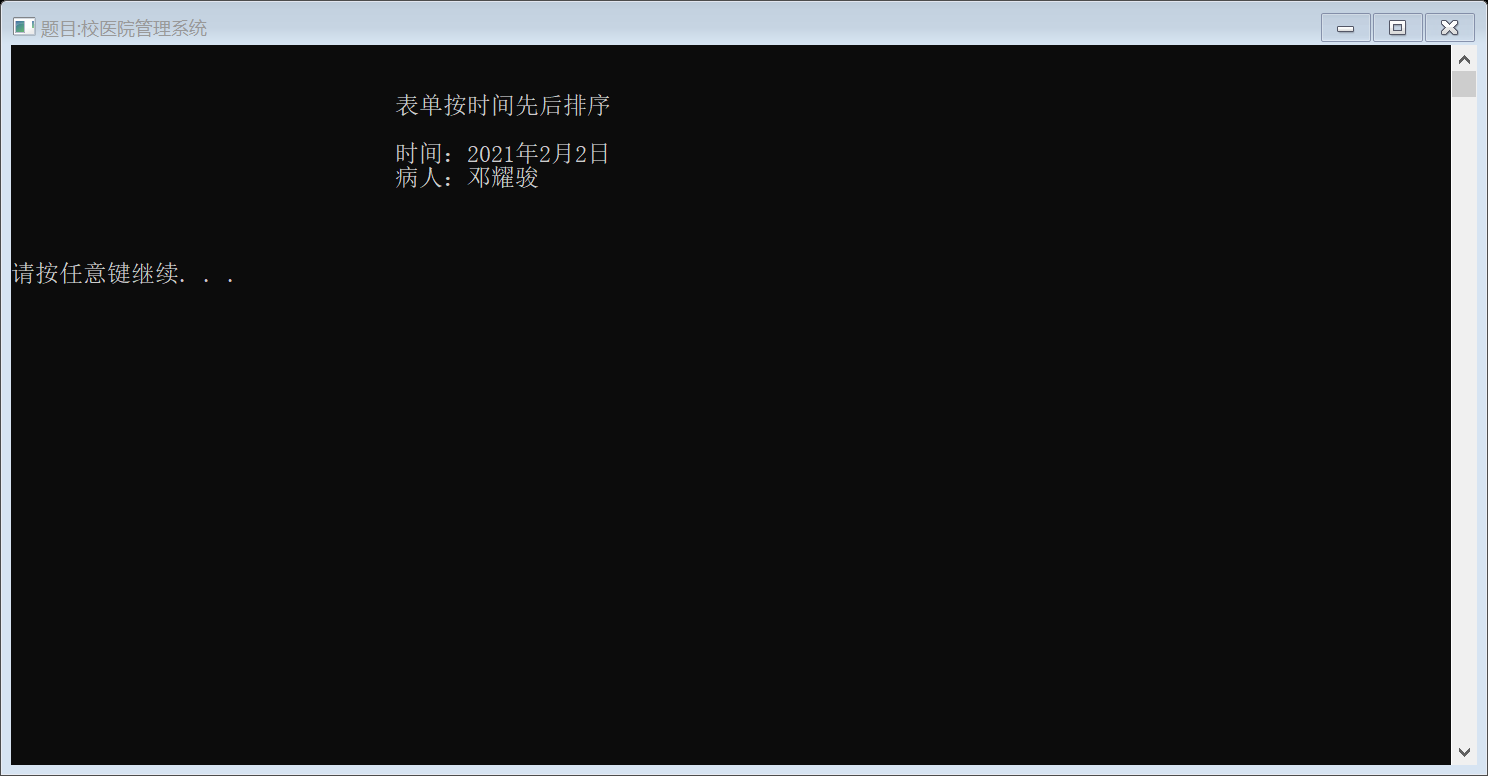 题目:校医院管理系统
表单按时间先后排序
时间：2021年2月2日
病人：邓耀骏
请按任意键继续. . .